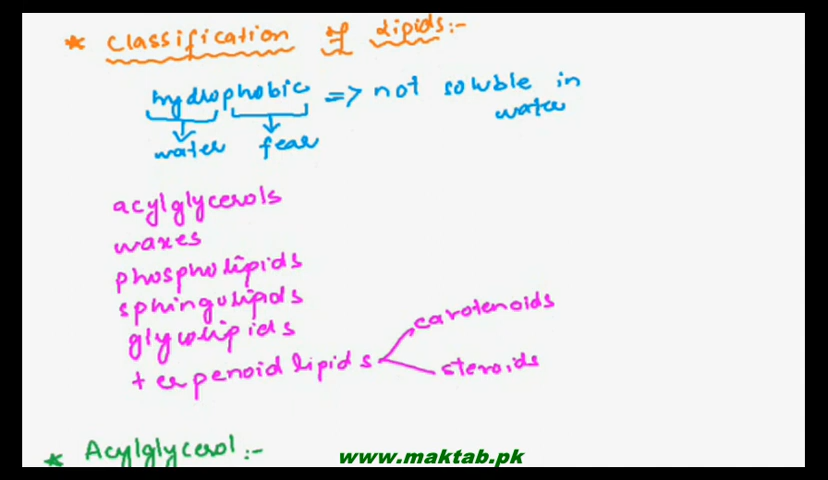 * Classification of Lipids:-
hydrophobic => not soluble in
water
water fear
acylglycerols
waxes
phospholipids
sphingolipids
glycolipids
terpenoid lipids
carotenoids
steroids
* Acylglycerol:-
www.maktab.pk